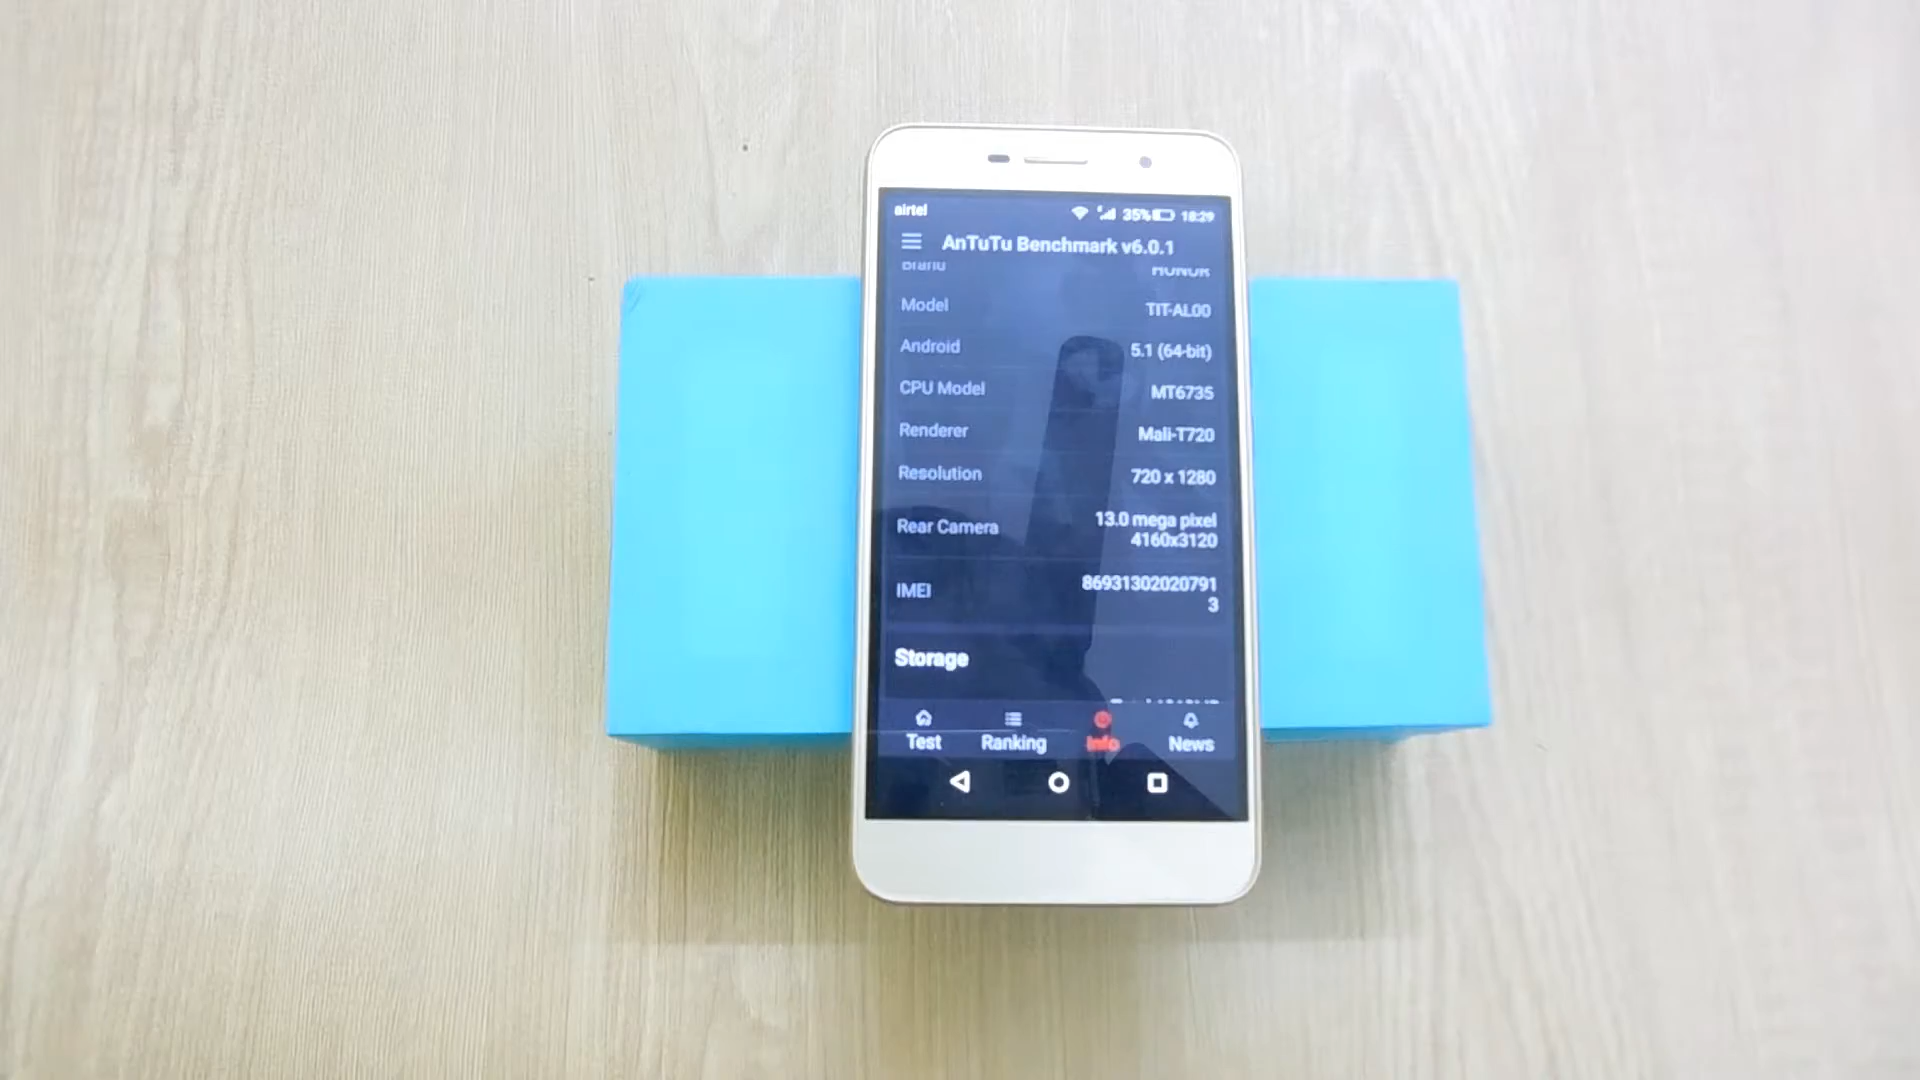 airtel 35% 18:29
AnTuTu Benchmark v6.0.1
Brand HONOR
Model TIT-AL00
Android 5.1 (64-bit)
CPU Model MT6735
Renderer Mali-T720
Resolution 720 x 1280
Rear Camera 13.0 mega pixel
4160x3120
IMEI 86931302020791
3
Storage
Test Ranking Info News